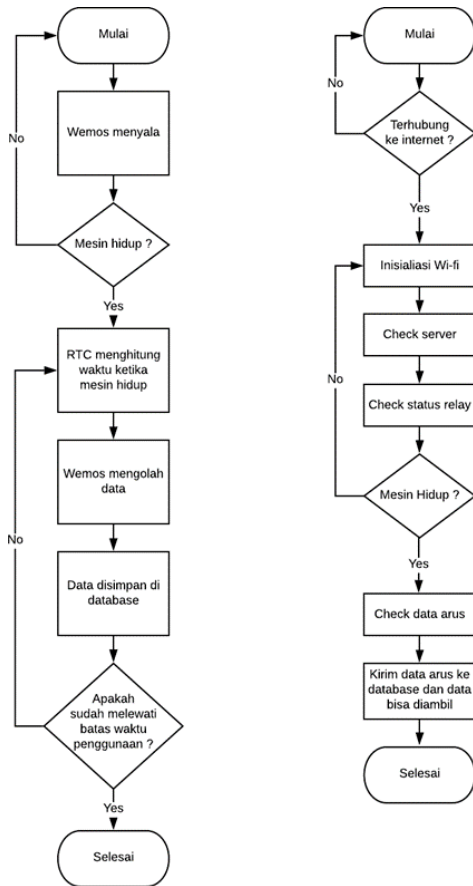 Mulai
Wemos menyala
No
Mesin hidup ?
Yes
RTC menghitung
waktu ketika
mesin hidup
Wemos mengolah
data
No
Data disimpan di
database
Apakah
sudah melewati
batas waktu
penggunaan ?
Yes
Selesai
Mulai
No
Terhubung
ke internet ?
Yes
Inisialiasi Wi-fi
Check server
No
Check status relay
Mesin Hidup ?
Yes
Check data arus
Kirim data arus ke
database dan data
bisa diambil
Selesai